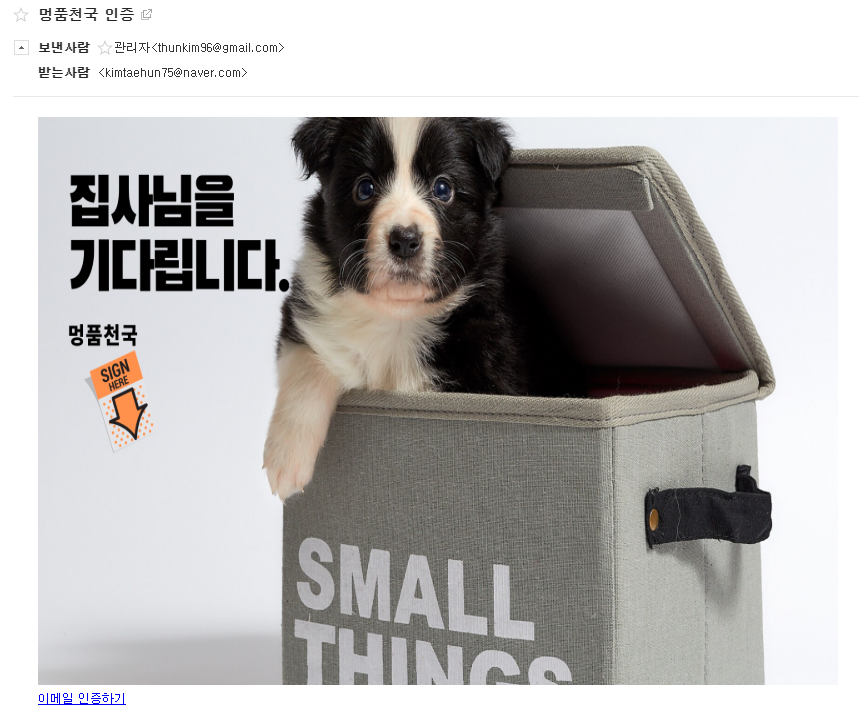 멍품천국 인증
보낸사람 관리자<thunkim96@gmail.com>
받는사람 <kimtaehun75@naver.com>
집사님을
기다립니다.
멍품천국
SIGN
HERE
SMALL
THINGS
이메일 인증하기